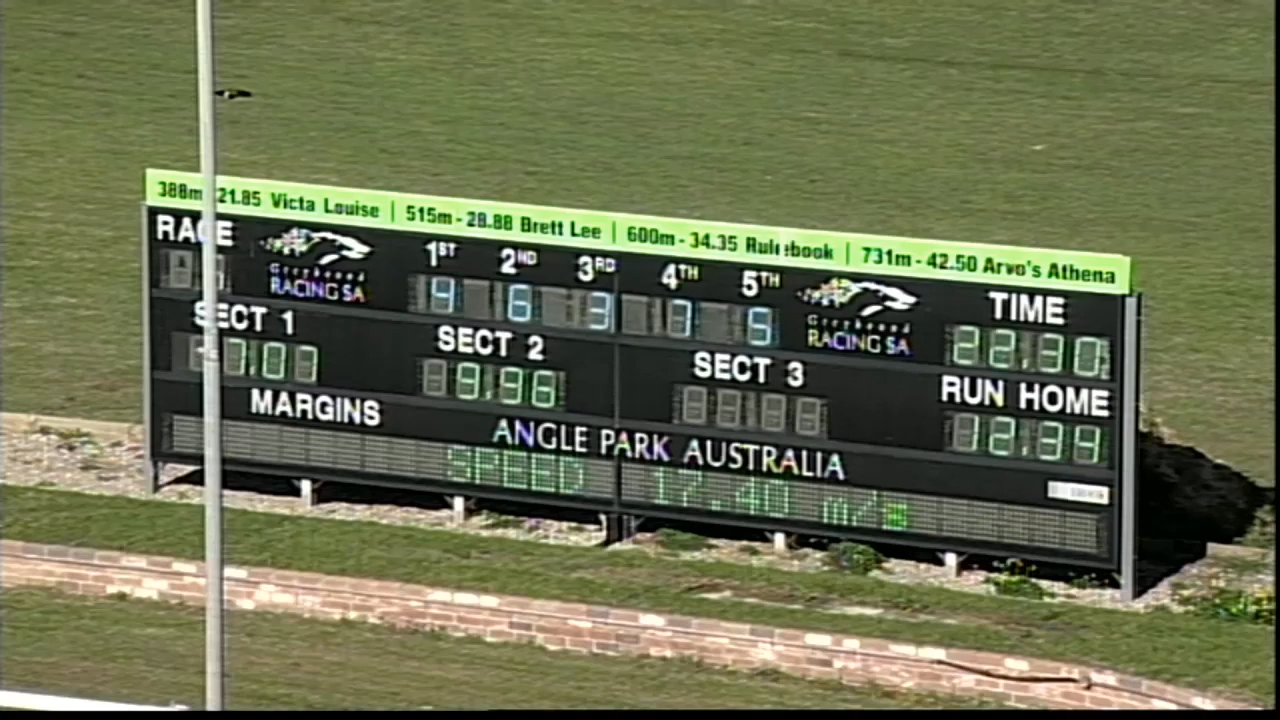 388m 21.85 Victa Louise | 515m - 28.88 Brett Lee | 600m - 34.35 Rulebook | 731m - 42.50 Arvo's Athena
RACE 1ST 2ND 3RD 4TH 5TH TIME
Greyhound RACING SA Greyhound RACING SA
4 6 3 5 22.30
SECT 1 SECT 2 SECT 3 RUN HOME
9.96 12.34
MARGINS ANGLE PARK AUSTRALIA
SPEED 17.40 m/s